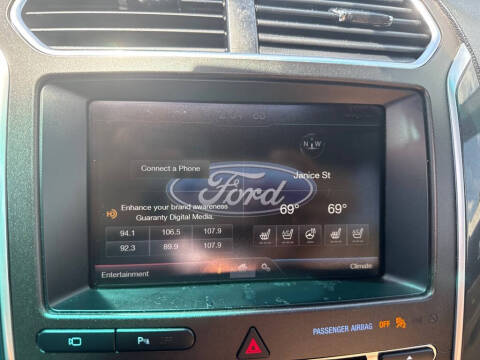 N W
Connect a Phone
Janice St
Ford
Enhance your brand awareness
Guaranty Digital Media.
69° 69°
94.1 106.5 107.9
92.3 89.9 107.9
Entertainment
Climate
PASSENGER AIRBAG OFF
P